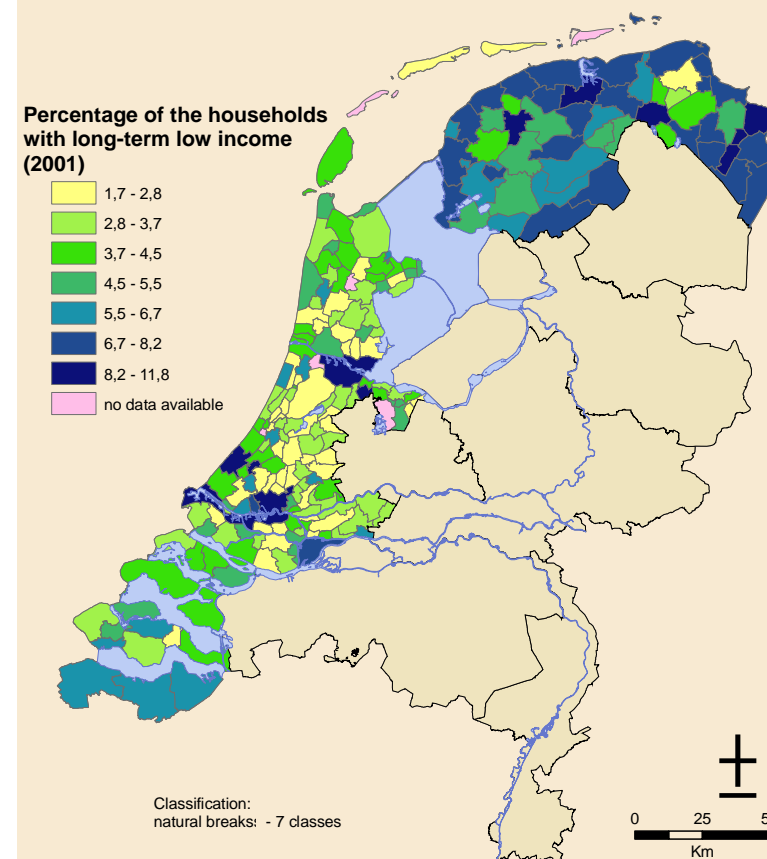 Percentage of the households
with long-term low income
(2001)
1,7 - 2,8
2,8 - 3,7
3,7 - 4,5
4,5 - 5,5
5,5 - 6,7
6,7 - 8,2
8,2 - 11,8
no data available
Classification:
natural breaks: - 7 classes
0 25
Km